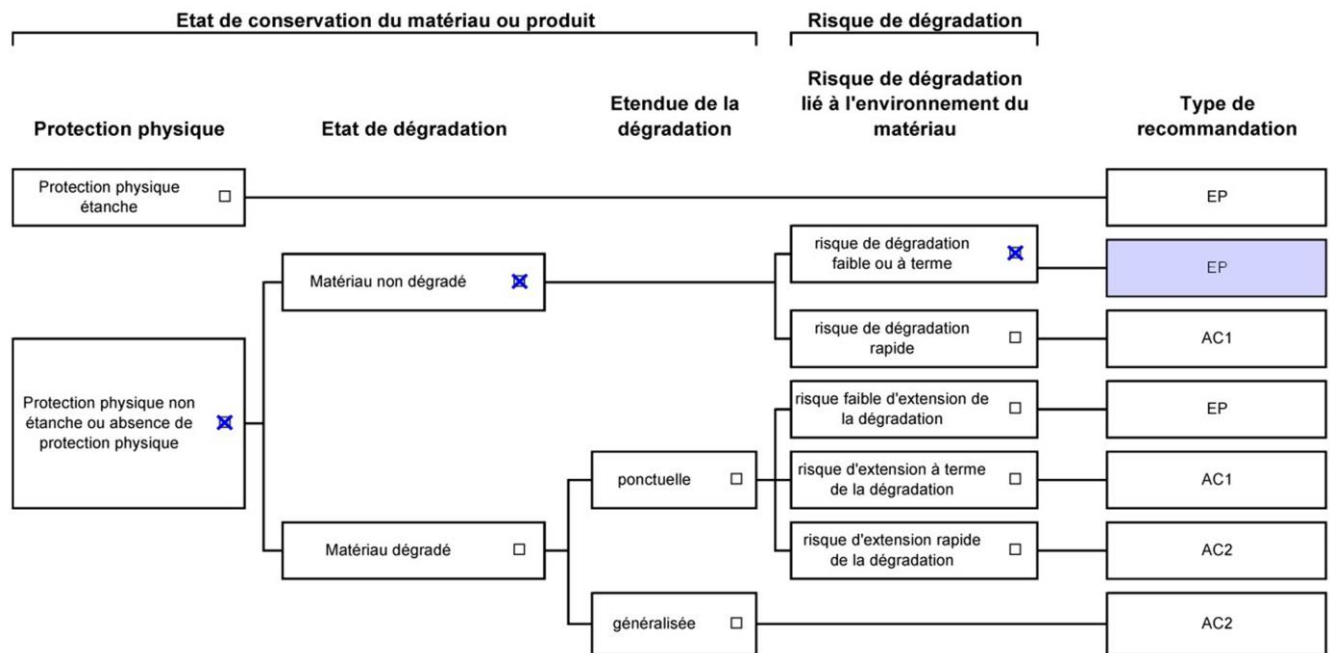 Etat de conservation du matériau ou produit
Risque de dégradation
Protection physique
Etat de dégradation
Etendue de la
dégradation
Risque de dégradation
lié à l'environnement du
matériau
Type de
recommandation
Protection physique
étanche
EP
risque de dégradation
faible ou à terme
EP
Matériau non dégradé
risque de dégradation
rapide
AC1
Protection physique non
étanche ou absence de
protection physique
risque faible d'extension de
la dégradation
EP
ponctuelle
risque d'extension à terme
de la dégradation
AC1
Matériau dégradé
risque d'extension rapide
de la dégradation
AC2
généralisée
AC2